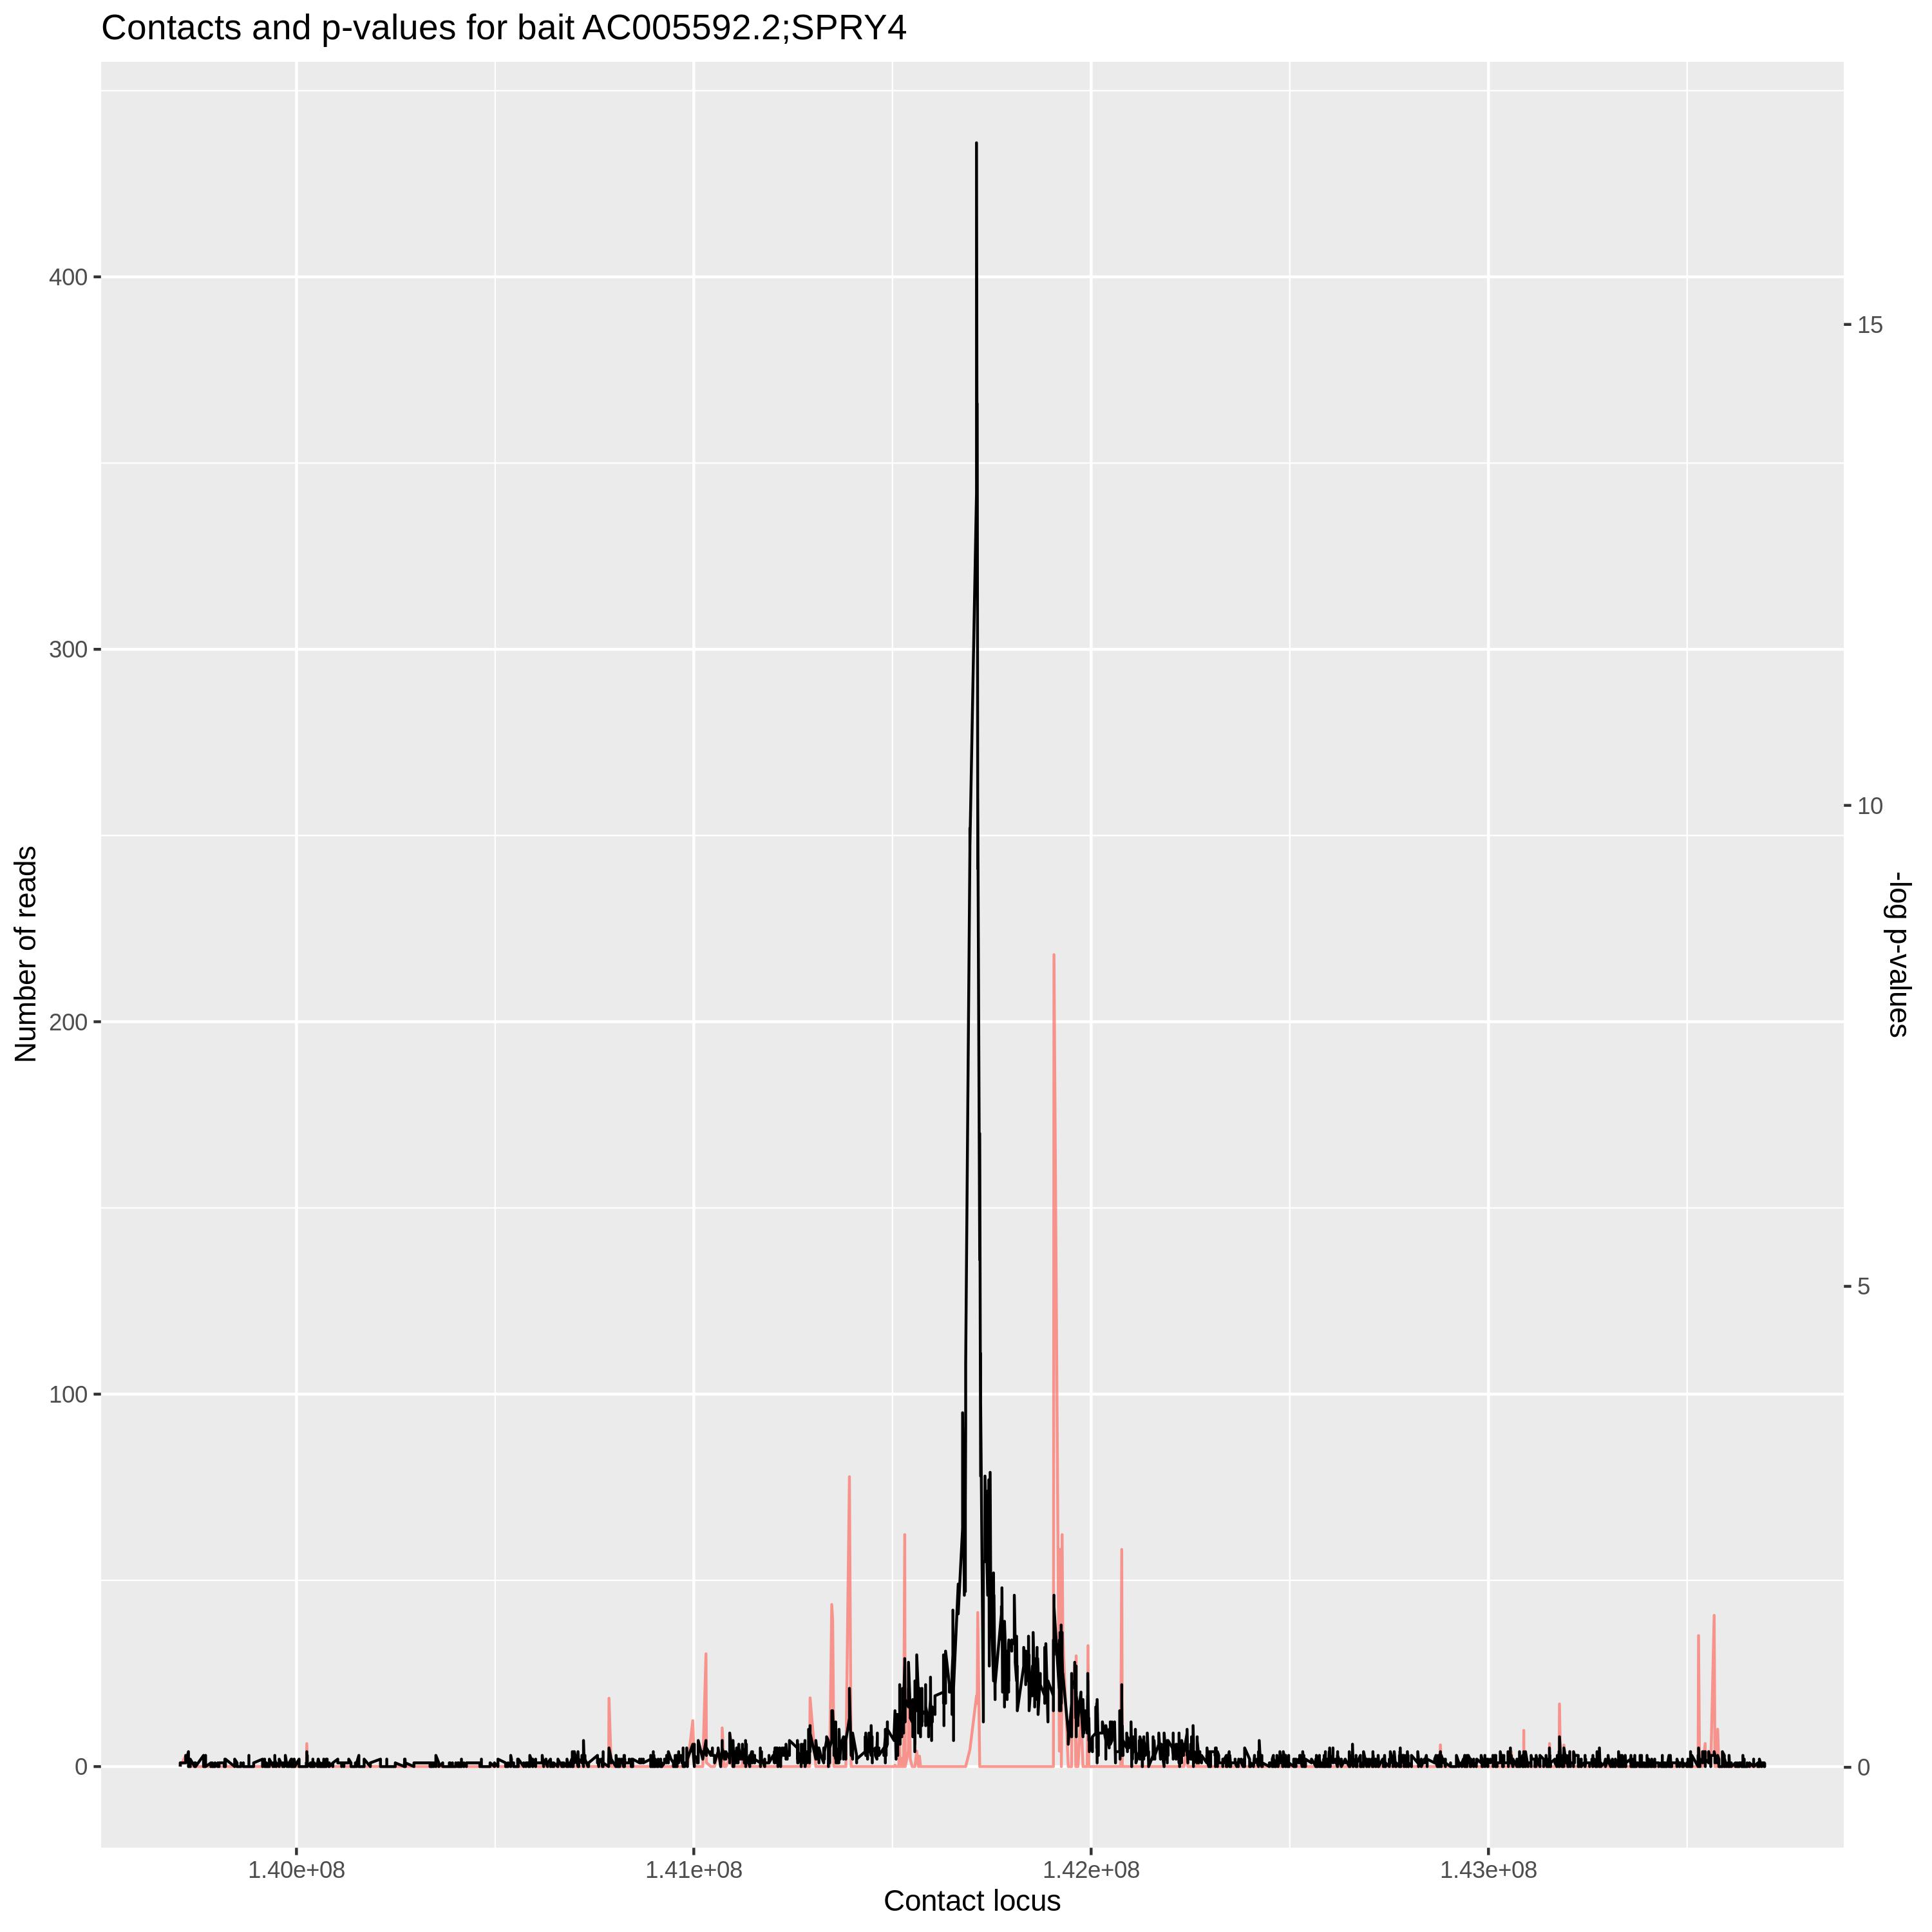 Contacts and p-values for bait AC005592.2;SPRY4
Number of reads
400
300
200
100
0
15
10
5
0
-log p-values
1.40e+08
1.41e+08
1.42e+08
1.43e+08
Contact locus